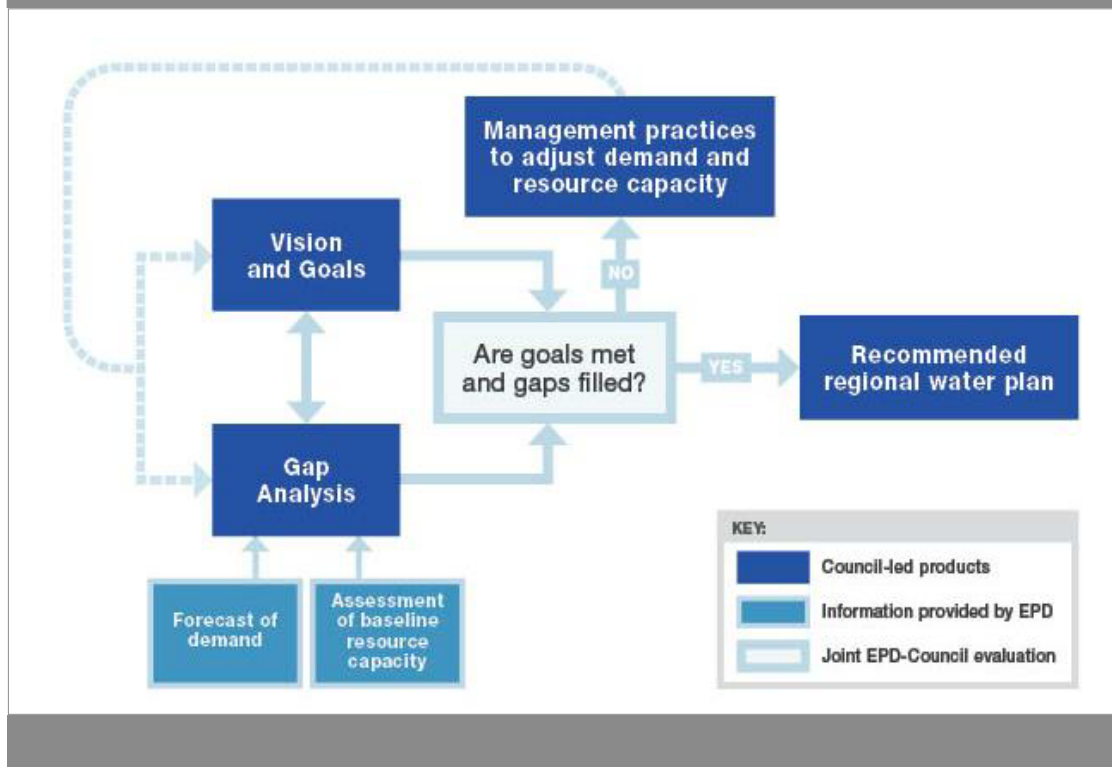 Management practices
to adjust demand and
resource capacity
Vision
and Goals
NO
Are goals met
and gaps filled?
YES
Recommended
regional water plan
Gap
Analysis
Forecast of
demand
Assessment
of baseline
resource
capacity
KEY:
Council-led products
Information provided by EPD
Joint EPD-Council evaluation